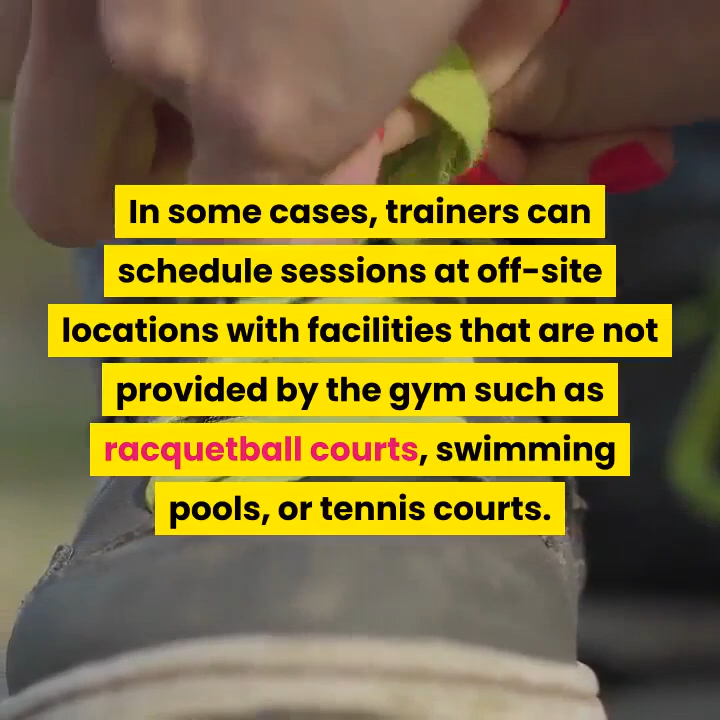 In some cases, trainers can
schedule sessions at off-site
locations with facilities that are not
provided by the gym such as
racquetball courts, swimming
pools, or tennis courts.